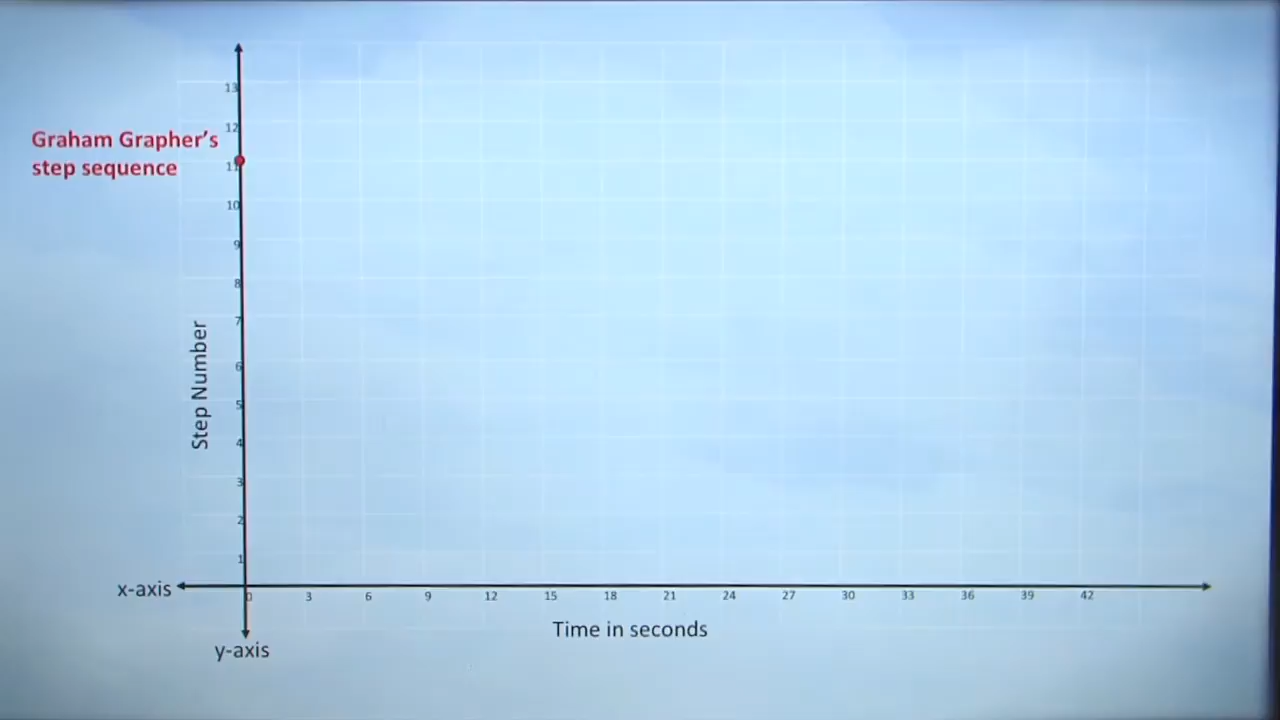 13
12
Graham Grapher's
step sequence
11
10
9
8
7
6
5
4
3
2
1
Step Number
x-axis
0 3 6 9 12 15 18 21 24 27 30 33 36 39 42
Time in seconds
y-axis